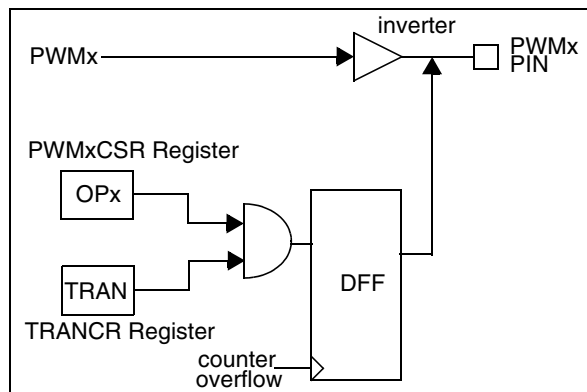 inverter
PWMx
PWMx
PIN
PWMxCSR Register
OPx
TRAN
DFF
TRANCR Register
counter
overflow